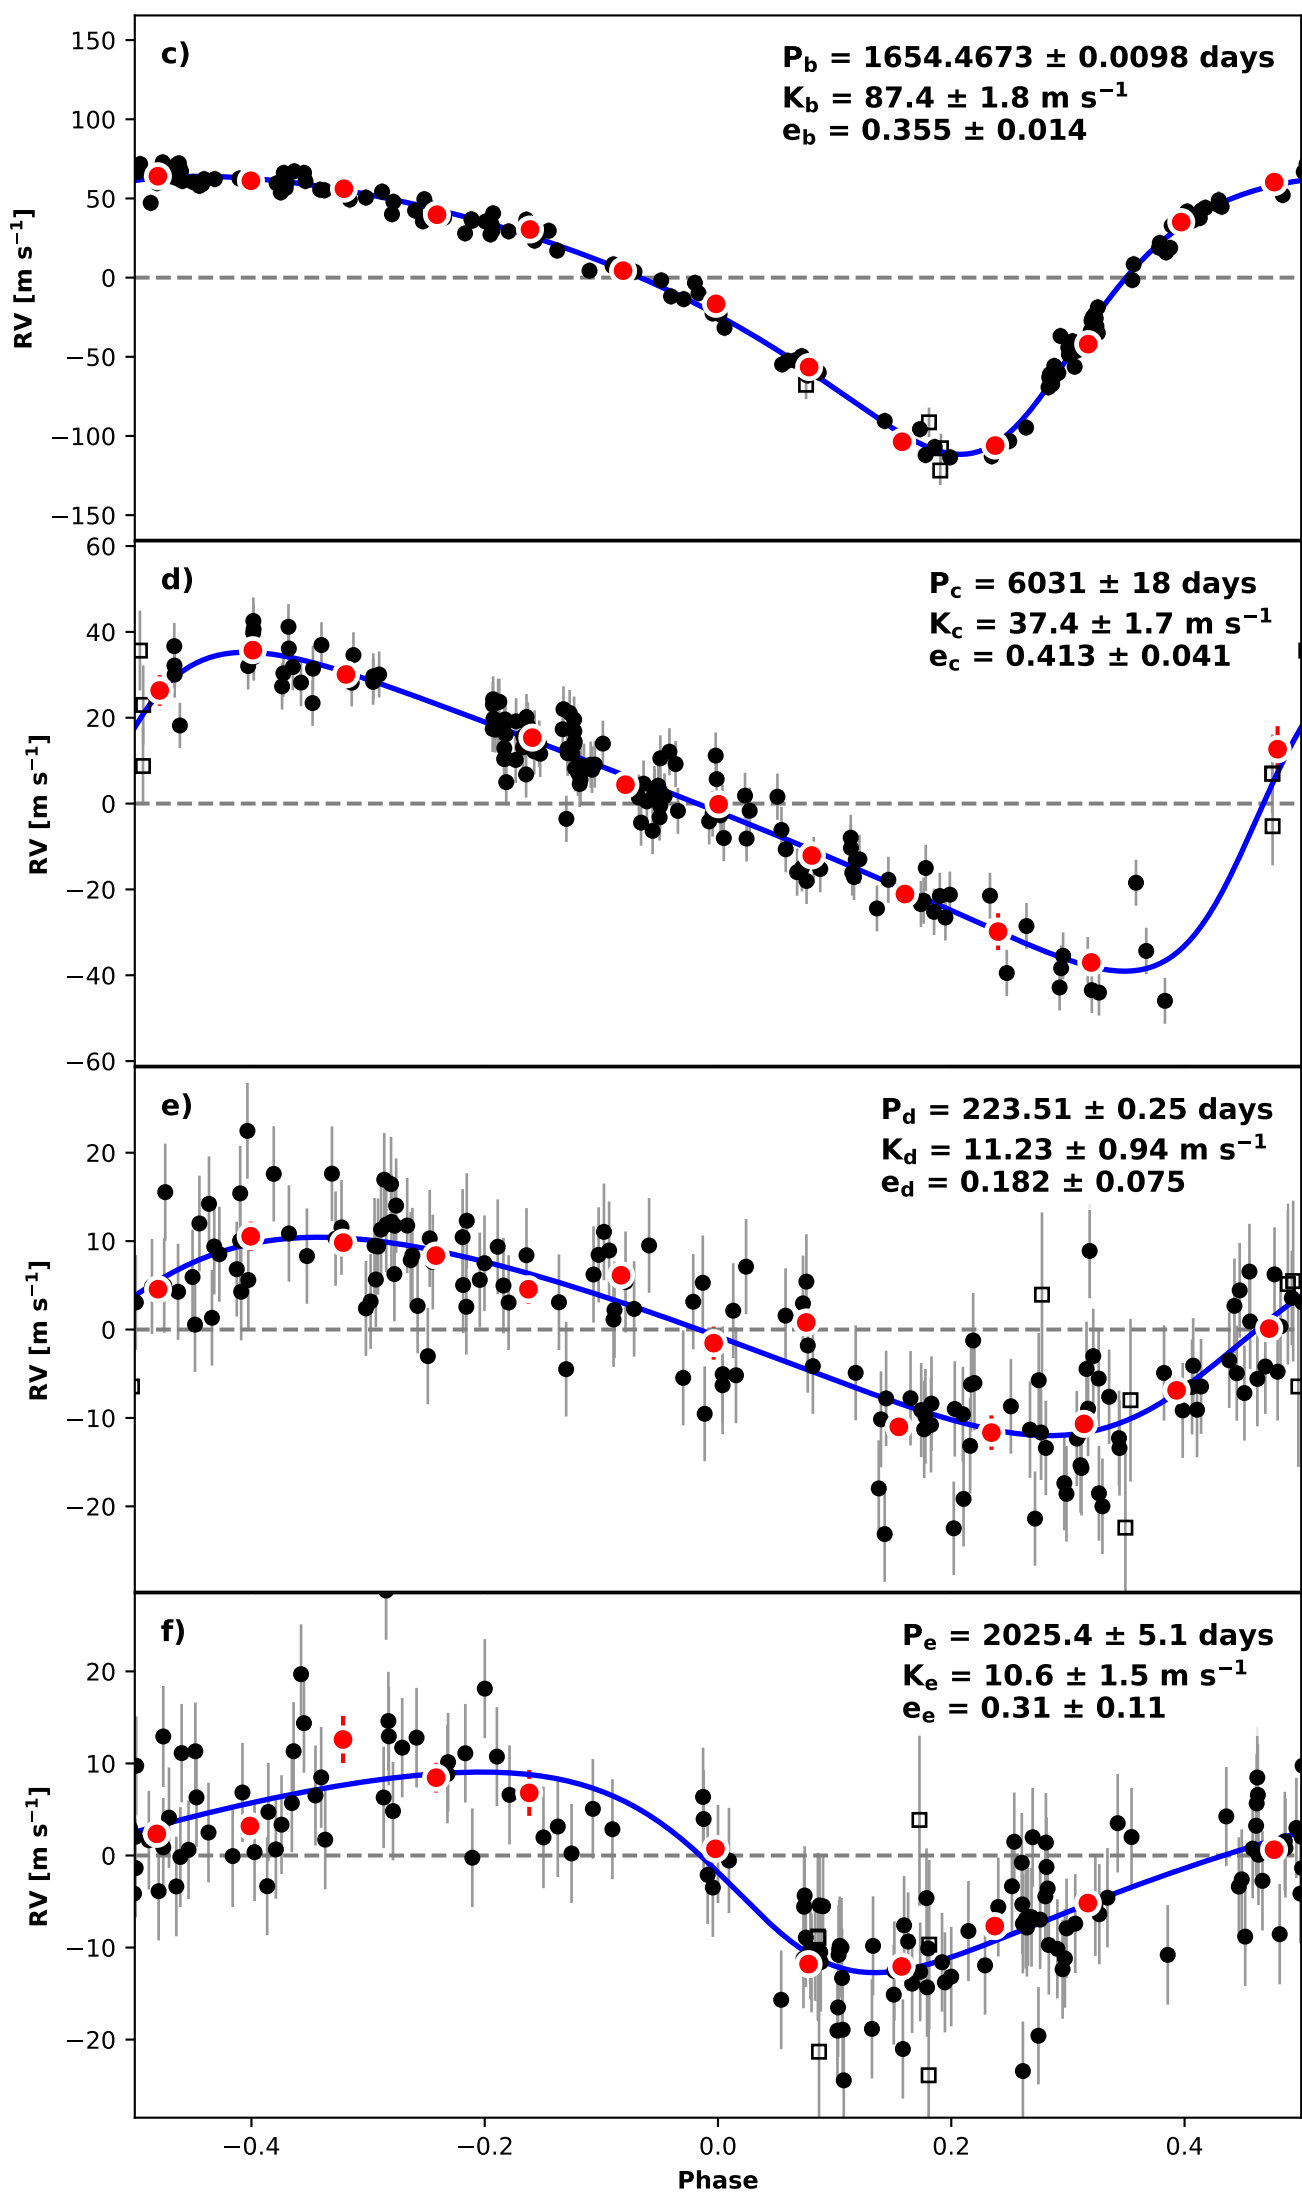 c)
P_b = 1654.4673 ± 0.0098 days
K_b = 87.4 ± 1.8 m s⁻¹
e_b = 0.355 ± 0.014
150
100
50
0
−50
−100
−150
RV [m s⁻¹]
d)
P_c = 6031 ± 18 days
K_c = 37.4 ± 1.7 m s⁻¹
e_c = 0.413 ± 0.041
60
40
20
0
−20
−40
−60
RV [m s⁻¹]
e)
P_d = 223.51 ± 0.25 days
K_d = 11.23 ± 0.94 m s⁻¹
e_d = 0.182 ± 0.075
20
10
0
−10
−20
RV [m s⁻¹]
f)
P_e = 2025.4 ± 5.1 days
K_e = 10.6 ± 1.5 m s⁻¹
e_e = 0.31 ± 0.11
20
10
0
−10
−20
RV [m s⁻¹]
−0.4 −0.2 0.0 0.2 0.4
Phase